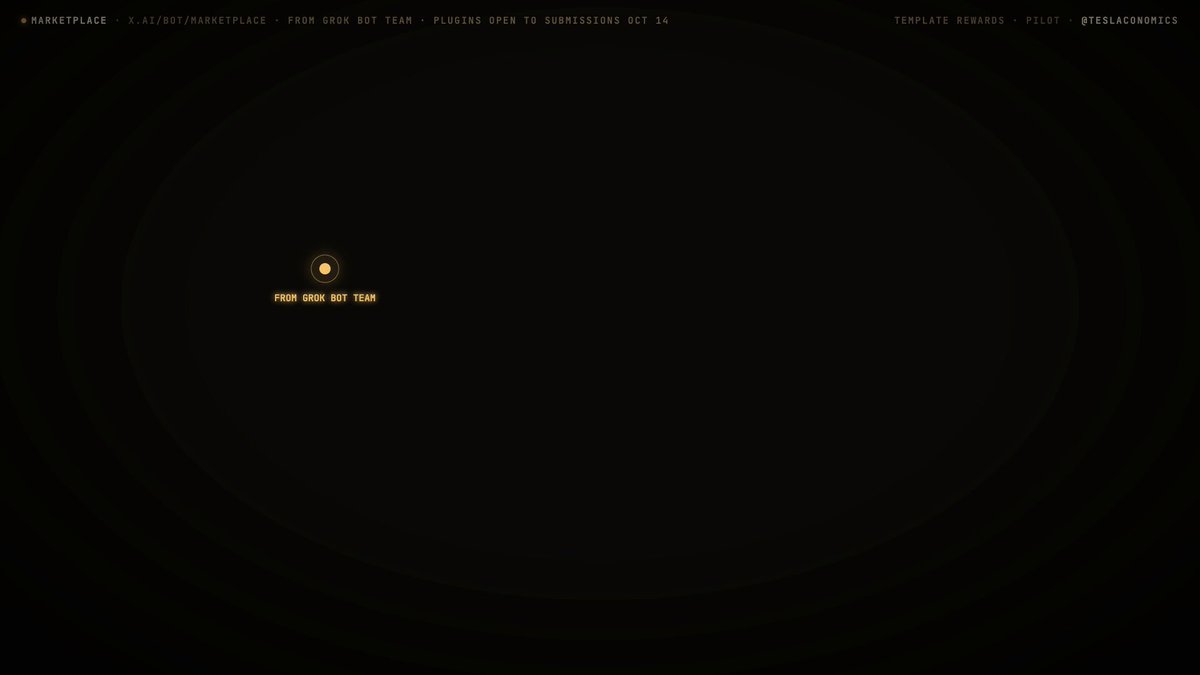 MARKETPLACE · X.AI/BOT/MARKETPLACE · FROM GROK BOT TEAM · PLUGINS OPEN TO SUBMISSIONS OCT 14
TEMPLATE REWARDS · PILOT · @TESLACONOMICS
FROM GROK BOT TEAM